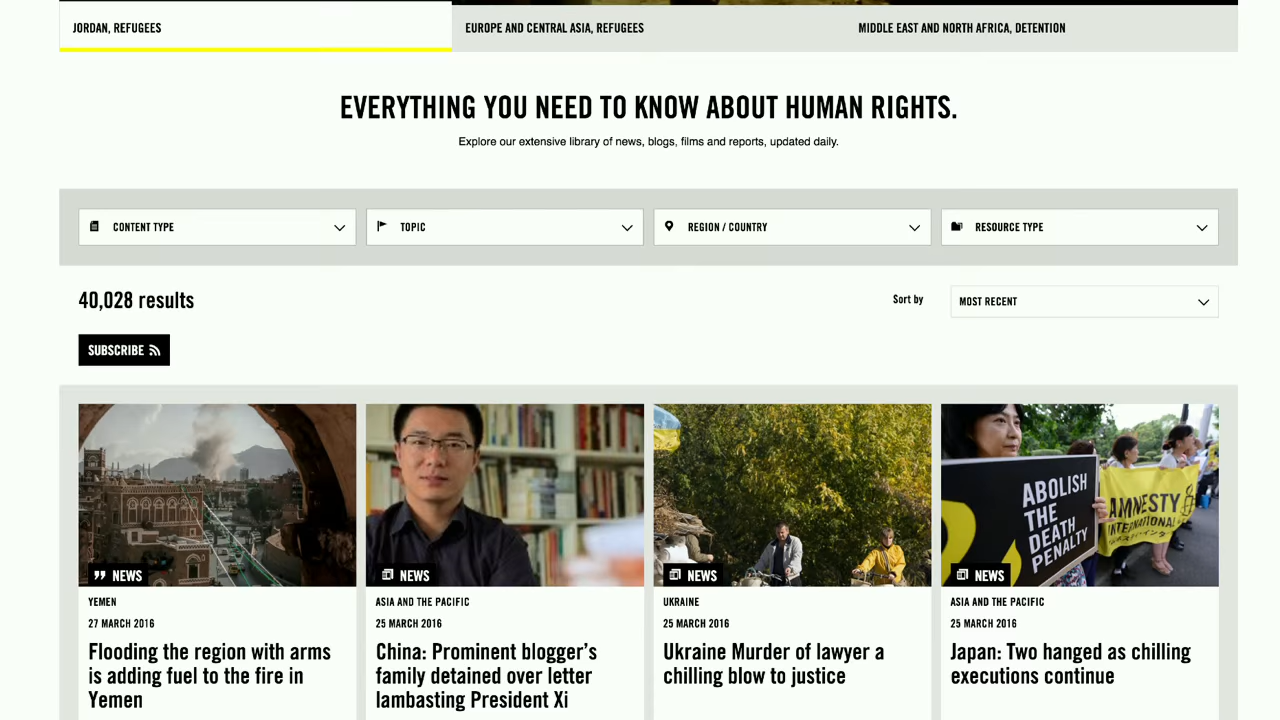 JORDAN, REFUGEES
EUROPE AND CENTRAL ASIA, REFUGEES
MIDDLE EAST AND NORTH AFRICA, DETENTION
EVERYTHING YOU NEED TO KNOW ABOUT HUMAN RIGHTS.
Explore our extensive library of news, blogs, films and reports, updated daily.
CONTENT TYPE
TOPIC
REGION / COUNTRY
RESOURCE TYPE
40,028 results
Sort by
MOST RECENT
SUBSCRIBE
NEWS
YEMEN
27 MARCH 2016
Flooding the region with arms
is adding fuel to the fire in
Yemen
NEWS
ASIA AND THE PACIFIC
25 MARCH 2016
China: Prominent blogger’s
family detained over letter
lambasting President Xi
NEWS
UKRAINE
25 MARCH 2016
Ukraine Murder of lawyer a
chilling blow to justice
ABOLISH
THE
DEATH
PENALTY
AMNESTY
INTERNATIONAL
NEWS
ASIA AND THE PACIFIC
25 MARCH 2016
Japan: Two hanged as chilling
executions continue